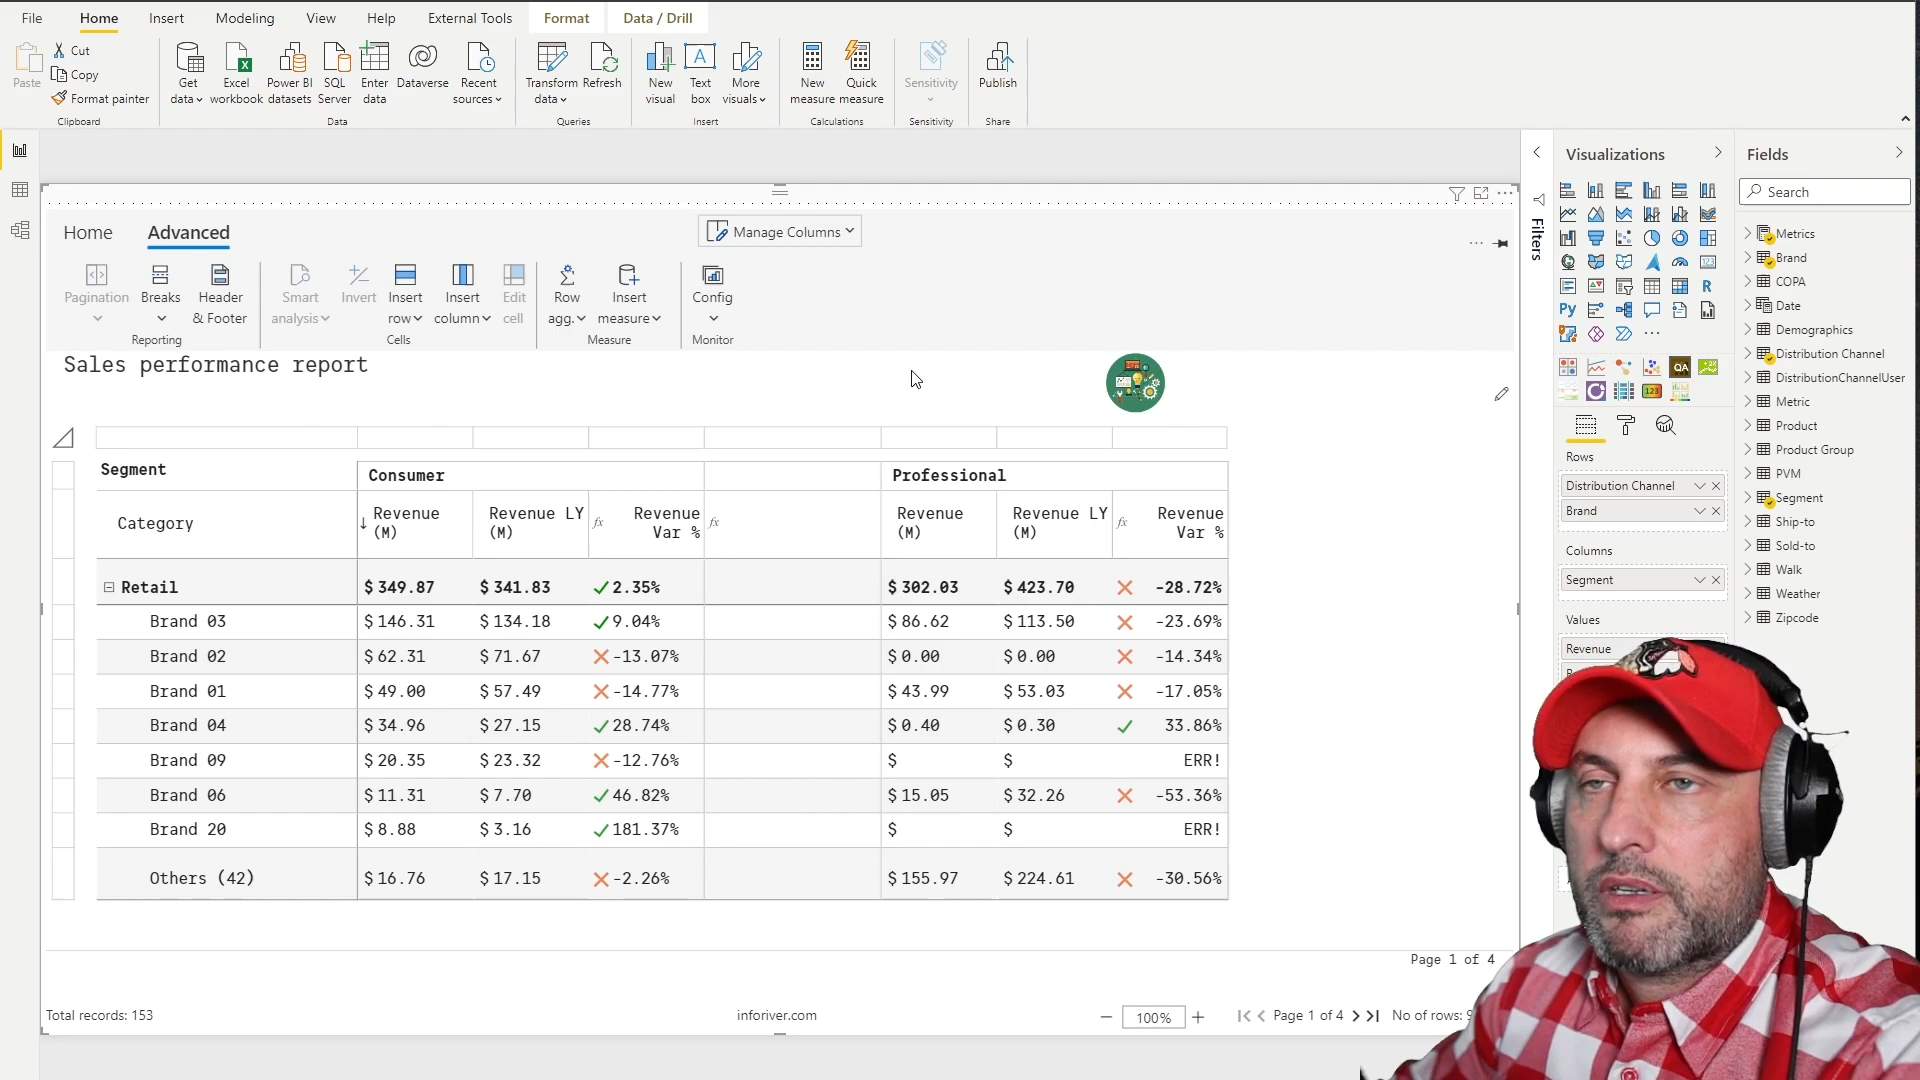 File Home Insert Modeling View Help External Tools Format Data / Drill
Paste
Cut
Copy
Format painter
Clipboard
Get data
Excel workbook
Power BI datasets
SQL Server
Enter data
Dataverse
Recent sources
Data
Transform data
Refresh
Queries
New visual
Text box
More visuals
Insert
New measure
Quick measure
Calculations
Sensitivity
Sensitivity
Publish
Share
Home Advanced
Manage Columns
Pagination
Breaks
Header & Footer
Reporting
Smart analysis
Invert
Insert row
Insert column
Edit cell
Cells
Row agg.
Insert measure
Measure
Config
Monitor
Sales performance report
Segment Consumer Professional
Category Revenue (M) Revenue LY (M) fx Revenue Var % fx Revenue (M) Revenue LY (M) fx Revenue Var %
Retail $ 349.87 $ 341.83 2.35% $ 302.03 $ 423.70 -28.72%
Brand 03 $ 146.31 $ 134.18 9.04% $ 86.62 $ 113.50 -23.69%
Brand 02 $ 62.31 $ 71.67 -13.07% $ 0.00 $ 0.00 -14.34%
Brand 01 $ 49.00 $ 57.49 -14.77% $ 43.99 $ 53.03 -17.05%
Brand 04 $ 34.96 $ 27.15 28.74% $ 0.40 $ 0.30 33.86%
Brand 09 $ 20.35 $ 23.32 -12.76% $ $ ERR!
Brand 06 $ 11.31 $ 7.70 46.82% $ 15.05 $ 32.26 -53.36%
Brand 20 $ 8.88 $ 3.16 181.37% $ $ ERR!
Others (42) $ 16.76 $ 17.15 -2.26% $ 155.97 $ 224.61 -30.56%
Page 1 of 4
Total records: 153 inforiver.com 100% Page 1 of 4 No of rows:
Filters
Visualizations
R
Py
123
QA
Rows
Distribution Channel
Brand
Columns
Segment
Values
Revenue
Fields
Search
Metrics
Brand
COPA
Date
Demographics
Distribution Channel
DistributionChannelUser
Metric
Product
Product Group
PVM
Segment
Ship-to
Sold-to
Walk
Weather
Zipcode